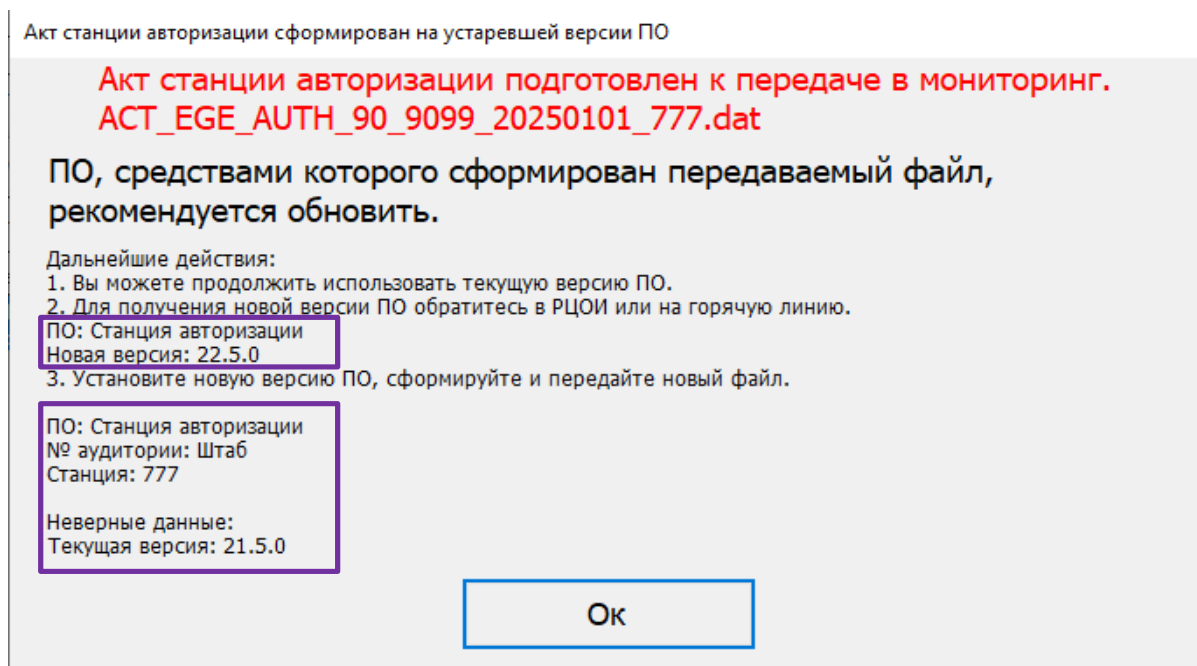 Акт станции авторизации сформирован на устаревшей версии ПО
Акт станции авторизации подготовлен к передаче в мониторинг.
ACT_EGE_AUTH_90_9099_20250101_777.dat
ПО, средствами которого сформирован передаваемый файл,
рекомендуется обновить.
Дальнейшие действия:
1. Вы можете продолжить использовать текущую версию ПО.
2. Для получения новой версии ПО обратитесь в РЦОИ или на горячую линию.
ПО: Станция авторизации
Новая версия: 22.5.0
3. Установите новую версию ПО, сформируйте и передайте новый файл.
ПО: Станция авторизации
№ аудитории: Штаб
Станция: 777
Неверные данные:
Текущая версия: 21.5.0
Ок